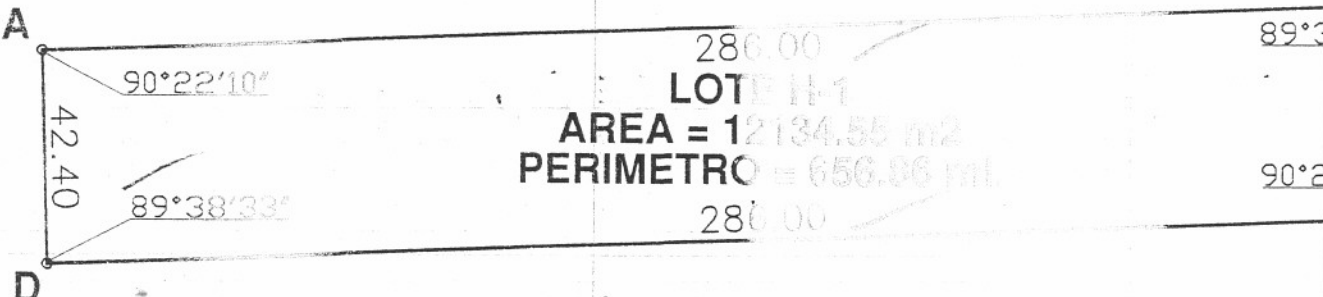 A
286.00
89°3
90°22'10"
LOTE H-1
42.40
AREA = 12134.55 m2
PERIMETRO = 656.86 ml.
90°2
89°38'33"
286.00
D